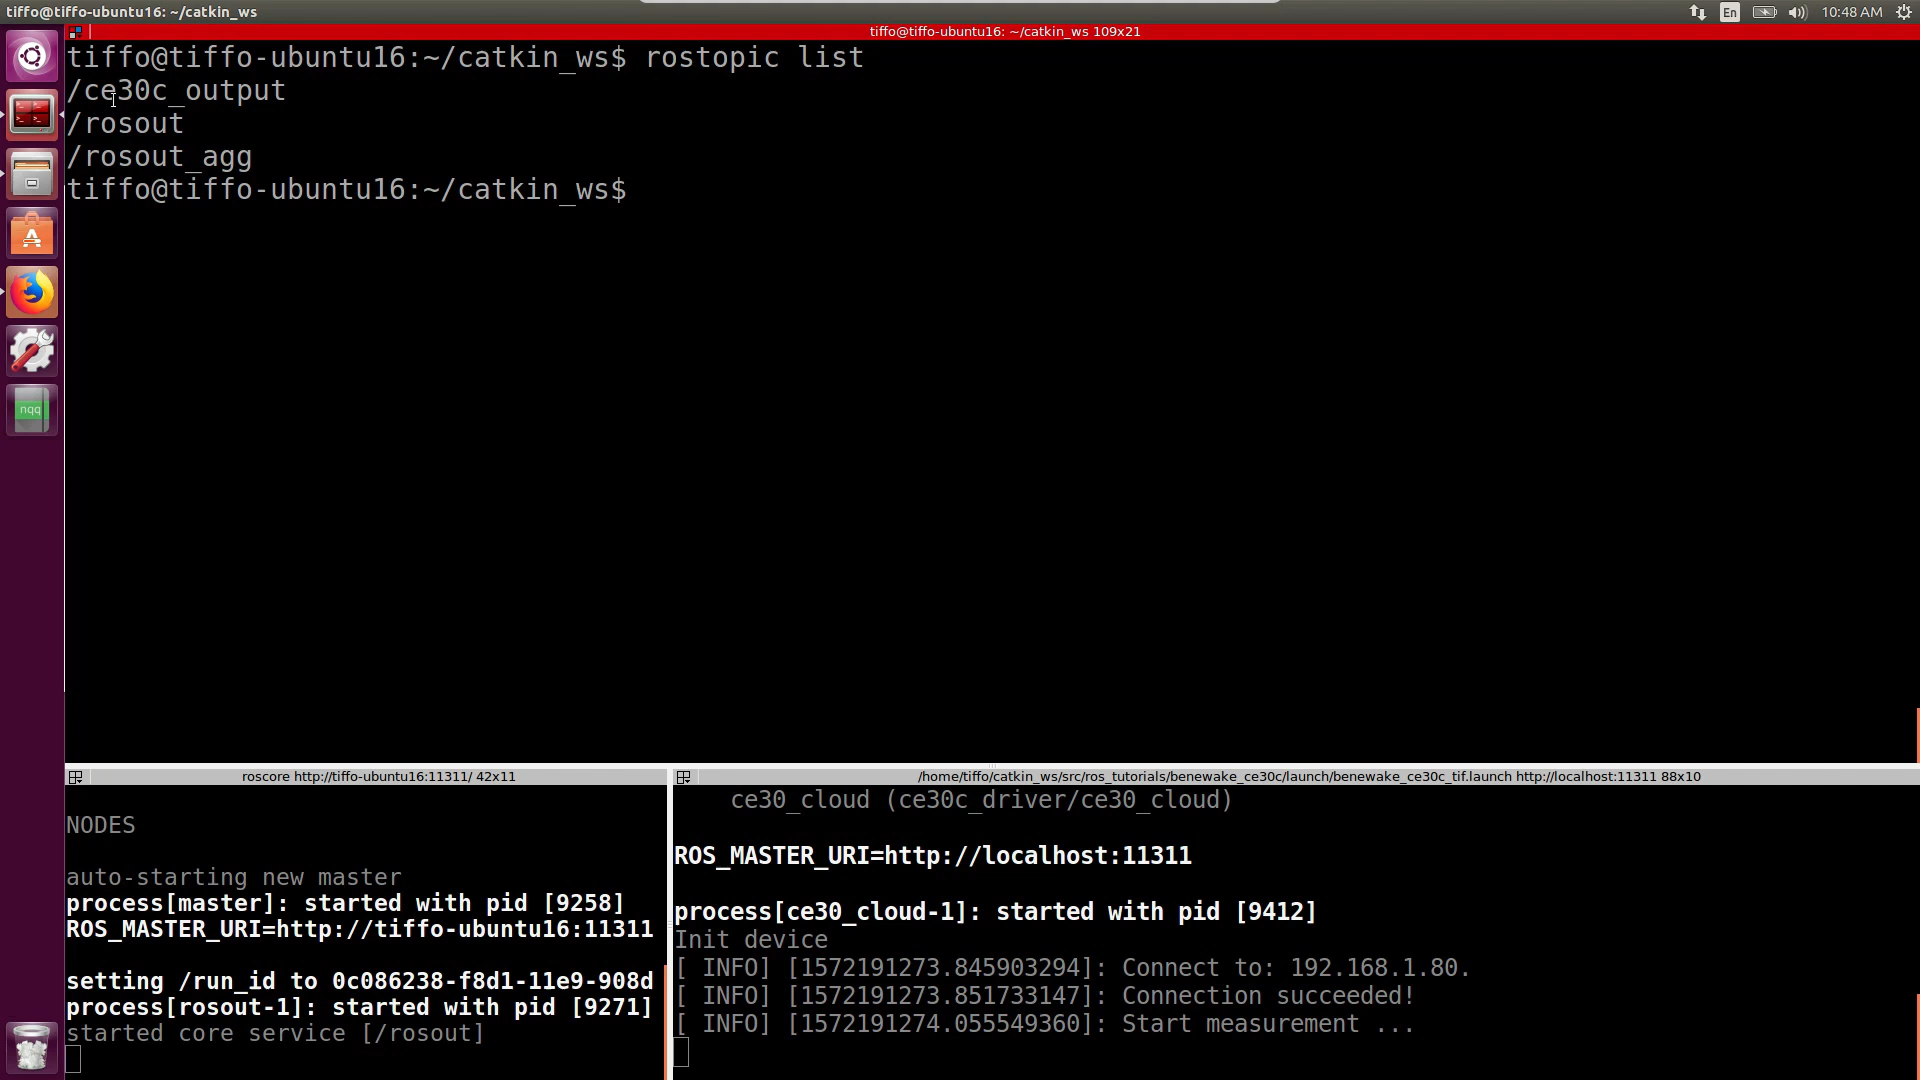 tiffo@tiffo-ubuntu16: ~/catkin_ws
En
10:48 AM
tiffo@tiffo-ubuntu16: ~/catkin_ws 109x21
tiffo@tiffo-ubuntu16:~/catkin_ws$ rostopic list
/ce30c_output
/rosout
/rosout_agg
tiffo@tiffo-ubuntu16:~/catkin_ws$
nqq
roscore http://tiffo-ubuntu16:11311/ 42x11
NODES
auto-starting new master
process[master]: started with pid [9258]
ROS_MASTER_URI=http://tiffo-ubuntu16:11311
setting /run_id to 0c086238-f8d1-11e9-908d
process[rosout-1]: started with pid [9271]
started core service [/rosout]
/home/tiffo/catkin_ws/src/ros_tutorials/benewake_ce30c/launch/benewake_ce30c_tif.launch http://localhost:11311 88x10
ce30_cloud (ce30c_driver/ce30_cloud)
ROS_MASTER_URI=http://localhost:11311
process[ce30_cloud-1]: started with pid [9412]
Init device
[ INFO] [1572191273.845903294]: Connect to: 192.168.1.80.
[ INFO] [1572191273.851733147]: Connection succeeded!
[ INFO] [1572191274.055549360]: Start measurement ...